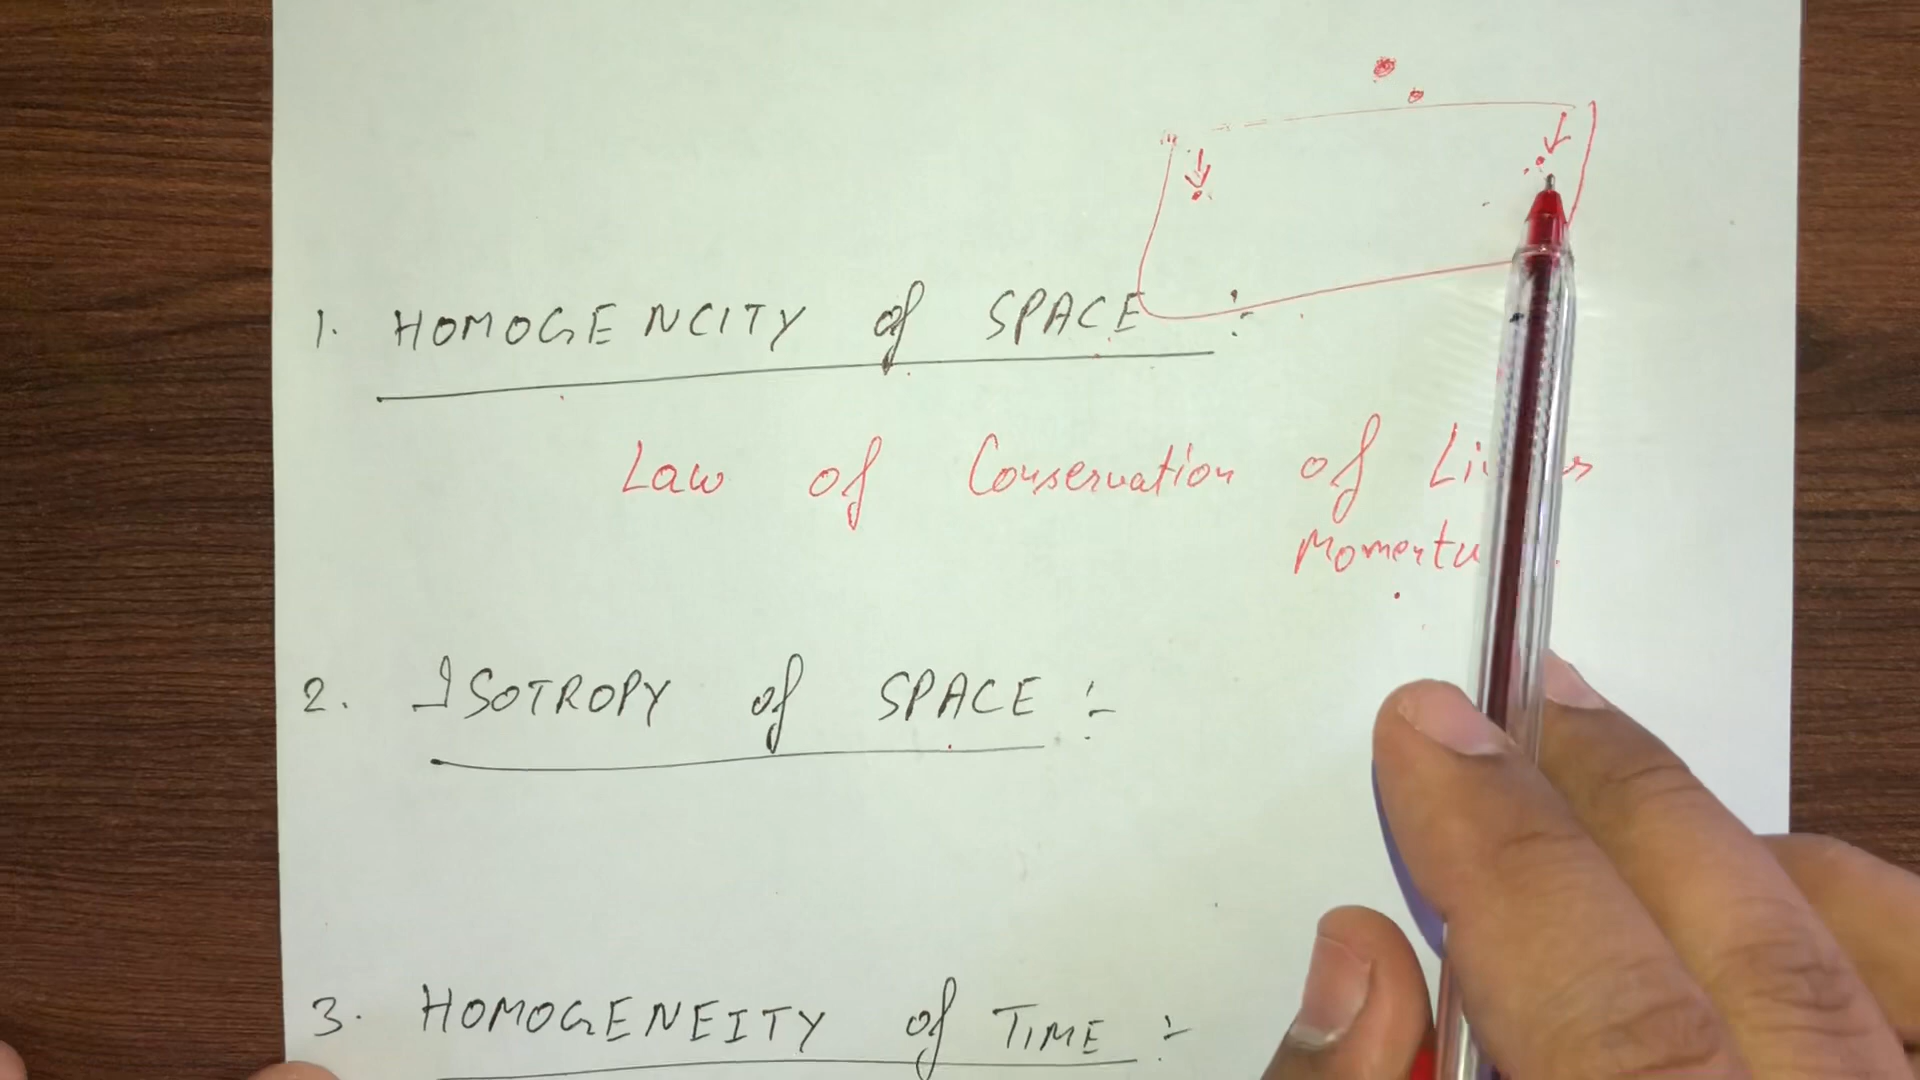 1. HOMOGENCITY of SPACE :-
Law of Conservation of
Momentu
2. ISOTROPY of SPACE :-
3. HOMOGENEITY of TIME :-